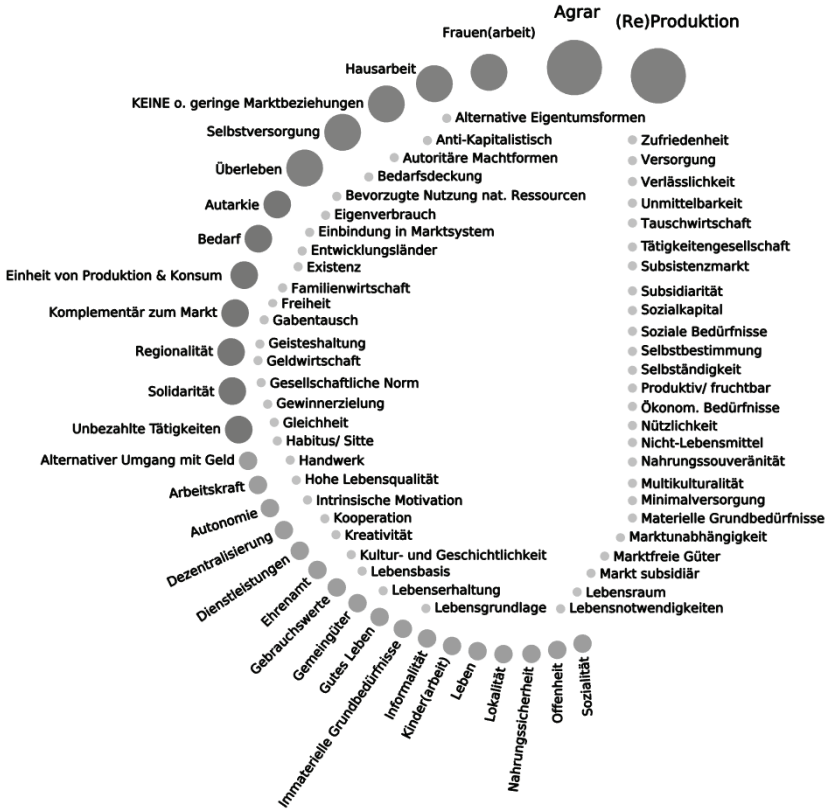 Agrar
(Re)Produktion
Frauen(arbeit)
Hausarbeit
KEINE o. geringe Marktbeziehungen
Selbstversorgung
Überleben
Autarkie
Bedarf
Einheit von Produktion & Konsum
Komplementär zum Markt
Regionalität
Solidarität
Unbezahlte Tätigkeiten
Alternativer Umgang mit Geld
Arbeitskraft
Autonomie
Dezentralisierung
Dienstleistungen
Ehrenamt
Gebrauchswerte
Gemeingüter
Gutes Leben
Immaterielle Grundbedürfnisse
Informalität
Kinder(arbeit)
Leben
Lokalität
Nahrungssicherheit
Offenheit
Sozialität
Alternative Eigentumsformen
Anti-Kapitalistisch
Autoritäre Machtformen
Bedarfsdeckung
Bevorzugte Nutzung nat. Ressourcen
Eigenverbrauch
Einbindung in Marktsystem
Entwicklungsländer
Existenz
Familienwirtschaft
Freiheit
Gabentausch
Geisteshaltung
Geldwirtschaft
Gesellschaftliche Norm
Gewinnerzielung
Gleichheit
Habitus/ Sitte
Handwerk
Hohe Lebensqualität
Intrinsische Motivation
Kooperation
Kreativität
Kultur- und Geschichtlichkeit
Lebensbasis
Lebenserhaltung
Lebensgrundlage
Zufriedenheit
Versorgung
Verlässlichkeit
Unmittelbarkeit
Tauschwirtschaft
Tätigkeitengesellschaft
Subsistenzmarkt
Subsidiarität
Sozialkapital
Soziale Bedürfnisse
Selbstbestimmung
Selbständigkeit
Produktiv/ fruchtbar
Ökonom. Bedürfnisse
Nützlichkeit
Nicht-Lebensmittel
Nahrungssouveränität
Multikulturalität
Minimalversorgung
Materielle Grundbedürfnisse
Marktunabhängigkeit
Marktfreie Güter
Markt subsidiär
Lebensraum
Lebensnotwendigkeiten